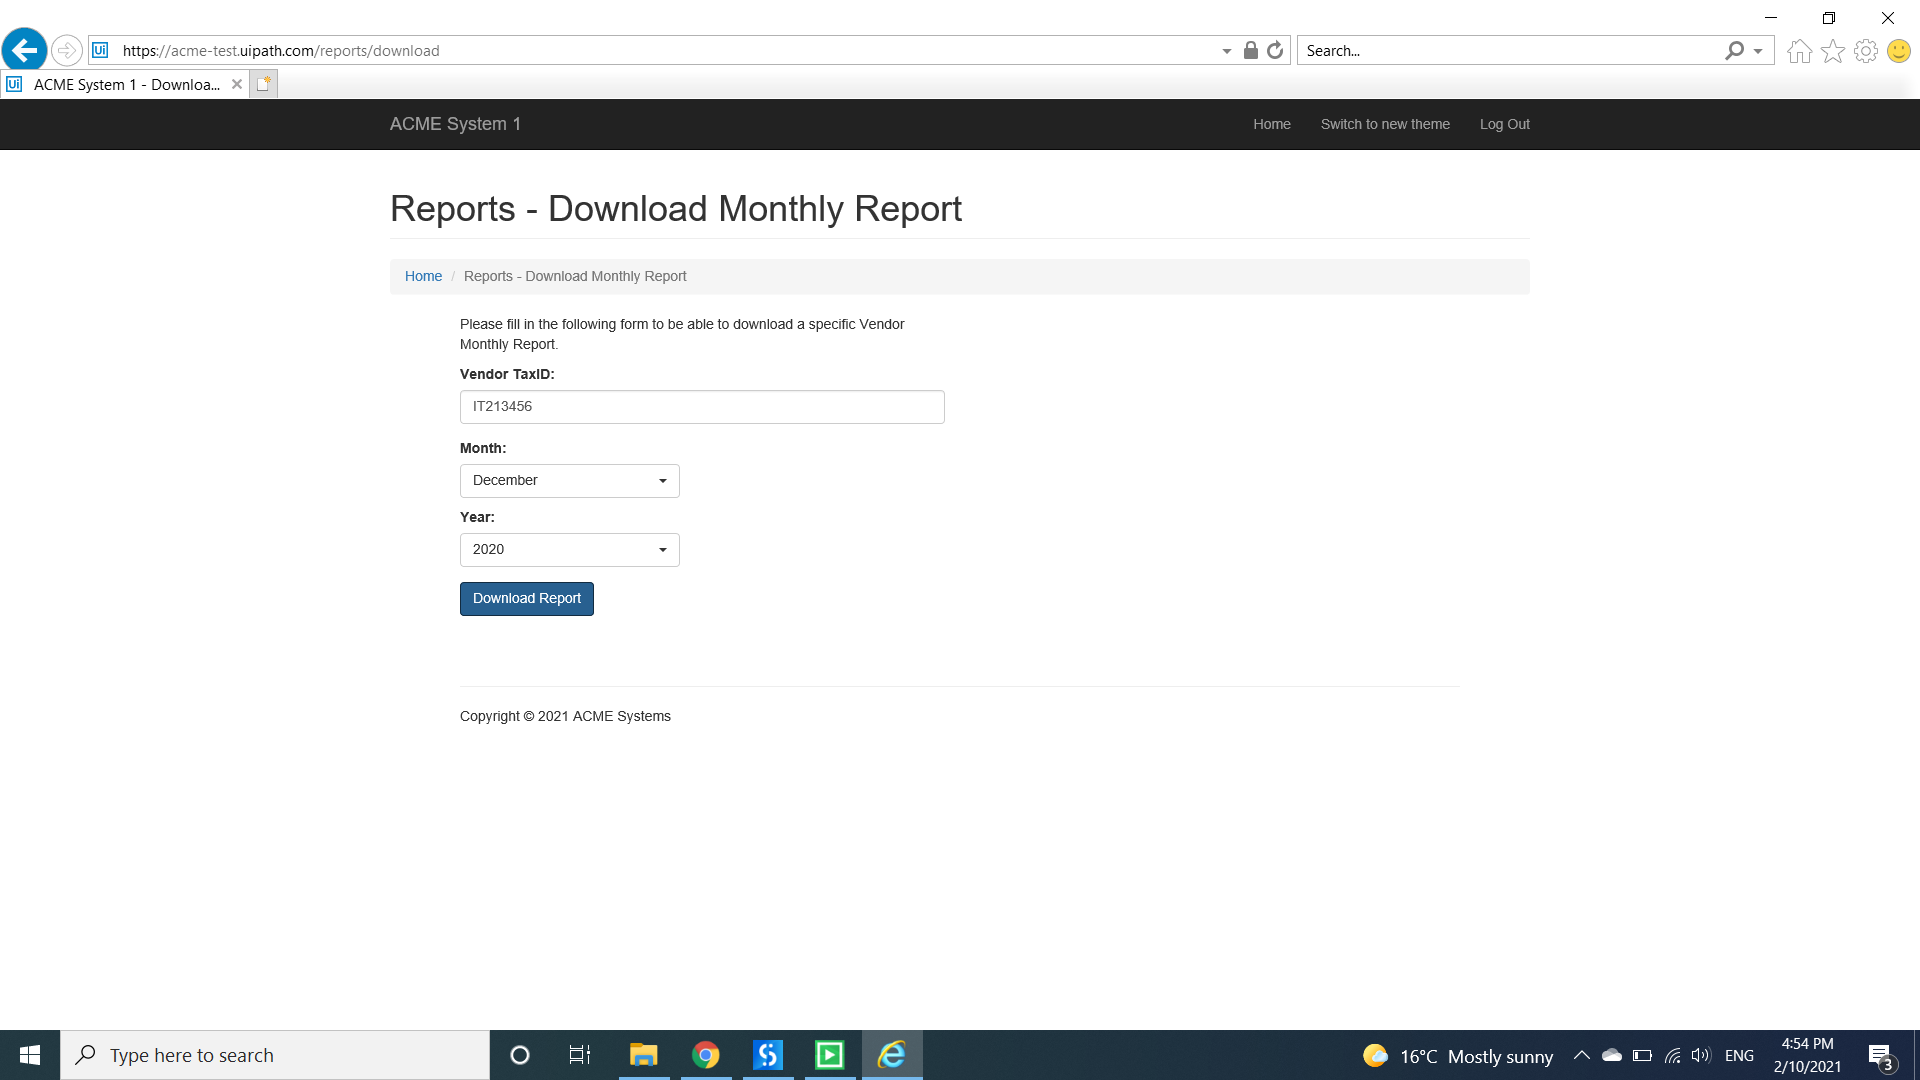 https://acme-test.uipath.com/reports/download
Search...
Ui
ACME System 1 - Downloa...
ACME System 1
Home
Switch to new theme
Log Out
Reports - Download Monthly Report
Home / Reports - Download Monthly Report
Please fill in the following form to be able to download a specific Vendor
Monthly Report.
Vendor TaxID:
IT213456
Month:
December
Year:
2020
Download Report
Copyright © 2021 ACME Systems
Type here to search
16°C Mostly sunny
ENG
4:54 PM
2/10/2021
3